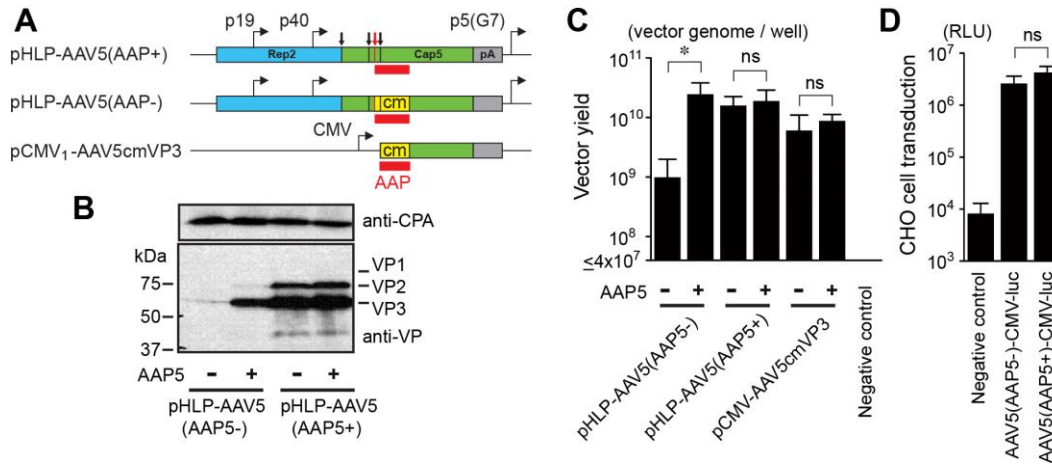 A
p19
p40
p5(G7)
pHLP-AAV5(AAP+)
Rep2
Cap5
pA
pHLP-AAV5(AAP-)
cm
CMV
pCMV1-AAV5cmVP3
cm
AAP
B
anti-CPA
kDa
75
50
37
VP1
VP2
VP3
anti-VP
AAP5 - + - +
pHLP-AAV5 pHLP-AAV5
(AAP5-) (AAP5+)
C
(vector genome / well)
* ns ns
Vector yield
10^11
10^10
10^9
10^8
≤4x10^7
AAP5 - + - + - +
pHLP-AAV5(AAP5-)
pHLP-AAV5(AAP5+)
pCMV-AAV5cmVP3
Negative control
D
(RLU)
ns
CHO cell transduction
10^7
10^6
10^5
10^4
10^3
Negative control
AAV5(AAP5-)-CMV-luc
AAV5(AAP5+)-CMV-luc